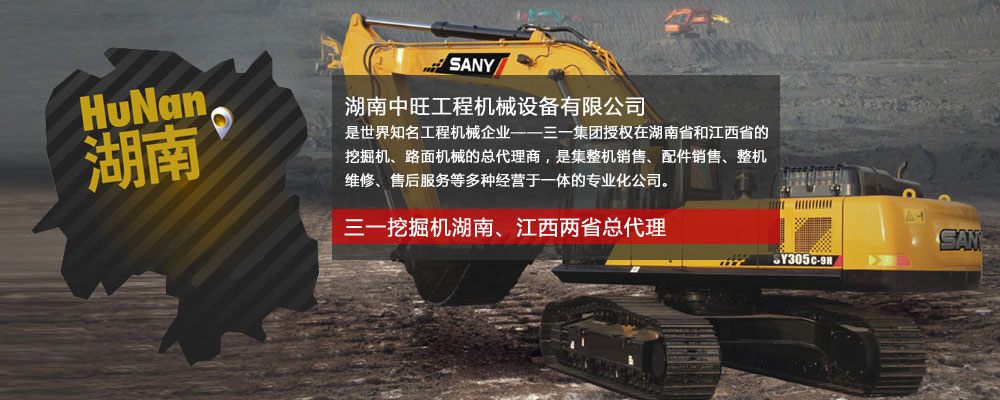 HuNan
湖南
SANY
湖南中旺工程机械设备有限公司
是世界知名工程机械企业——三一集团授权在湖南省和江西省的
挖掘机、路面机械的总代理商，是集整机销售、配件销售、整机
维修、售后服务等多种经营于一体的专业化公司。
三一挖掘机湖南、江西两省总代理
SANY
SY305C-9H